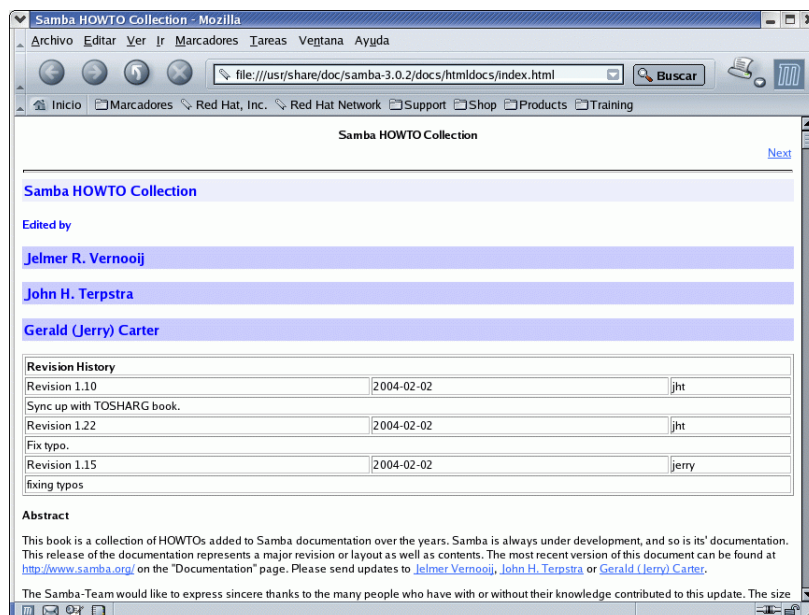 Samba HOWTO Collection - Mozilla
Archivo Editar Ver Ir Marcadores Tareas Ventana Ayuda
file:///usr/share/doc/samba-3.0.2/docs/htmldocs/index.html Buscar
Inicio Marcadores Red Hat, Inc. Red Hat Network Support Shop Products Training
Samba HOWTO Collection
Next
Samba HOWTO Collection
Edited by
Jelmer R. Vernooij
John H. Terpstra
Gerald (Jerry) Carter
Revision History
Revision 1.10 2004-02-02 jht
Sync up with TOSHARG book.
Revision 1.22 2004-02-02 jht
Fix typo.
Revision 1.15 2004-02-02 jerry
fixing typos
Abstract
This book is a collection of HOWTOs added to Samba documentation over the years. Samba is always under development, and so is its' documentation.
This release of the documentation represents a major revision or layout as well as contents. The most recent version of this document can be found at
http://www.samba.org/ on the "Documentation" page. Please send updates to Jelmer Vernooij, John H. Terpstra or Gerald (Jerry) Carter.
The Samba-Team would like to express sincere thanks to the many people who have with or without their knowledge contributed to this update. The size